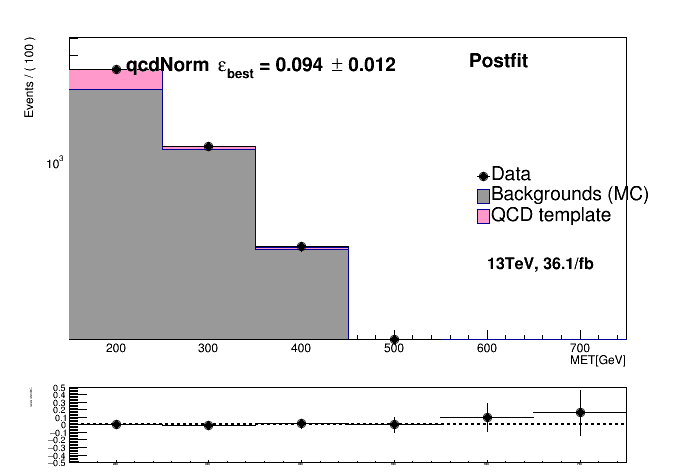 qcdNorm εbest = 0.094 ± 0.012
Postfit
Events / ( 100 )
10³
Data
Backgrounds (MC)
QCD template
13TeV, 36.1/fb
200 300 400 500 600 700
MET[GeV]
0.5
0.4
0.3
0.2
0.1
0
−0.1
−0.2
−0.3
−0.4
−0.5